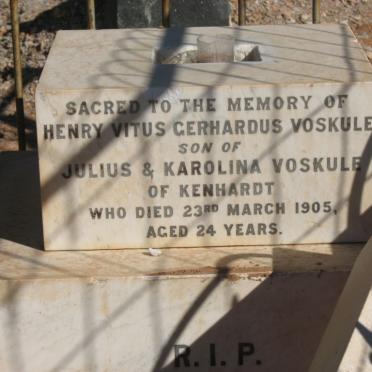 SACRED TO THE MEMORY OF
HENRY VITUS GERHARDUS VOSKULE
SON OF
JULIUS & KAROLINA VOSKULE
OF KENHARDT
WHO DIED 23RD MARCH 1905,
AGED 24 YEARS.
R.I.P.